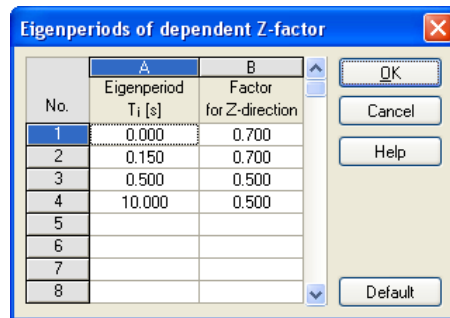 Eigenperiods of dependent Z-factor
A B
No. Eigenperiod Factor
Ti [s] for Z-direction
1 0.000 0.700
2 0.150 0.700
3 0.500 0.500
4 10.000 0.500
5
6
7
8
OK
Cancel
Help
Default